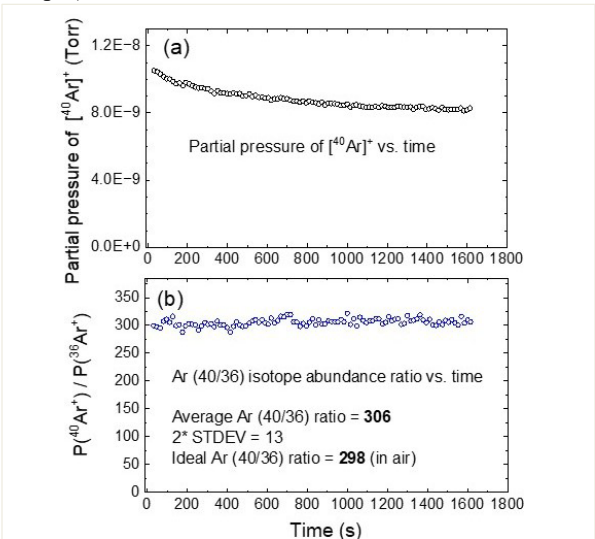 (a)
Partial pressure of [⁴⁰Ar]⁺ (Torr)
1.2E−8
8.0E−9
4.0E−9
0.0E+0
Partial pressure of [⁴⁰Ar]⁺ vs. time
0 200 400 600 800 1000 1200 1400 1600 1800
(b)
P(⁴⁰Ar⁺) / P(³⁶Ar⁺)
350
300
250
200
150
100
50
0
Ar (40/36) isotope abundance ratio vs. time
Average Ar (40/36) ratio = 306
2* STDEV = 13
Ideal Ar (40/36) ratio = 298 (in air)
0 200 400 600 800 1000 1200 1400 1600 1800
Time (s)